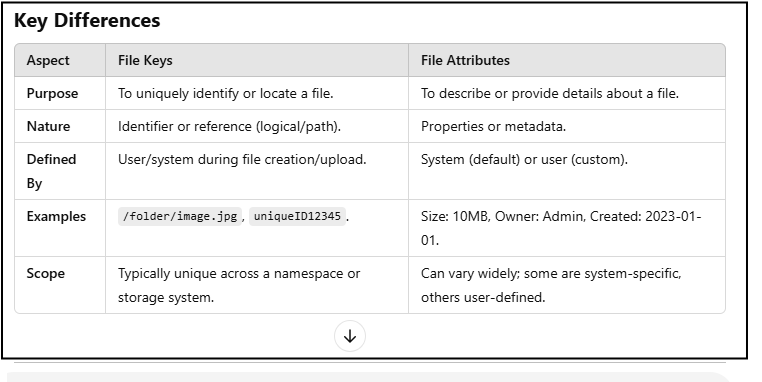 Key Differences
Aspect File Keys File Attributes
Purpose To uniquely identify or locate a file. To describe or provide details about a file.
Nature Identifier or reference (logical/path). Properties or metadata.
Defined User/system during file creation/upload. System (default) or user (custom).
By
Examples /folder/image.jpg, uniqueID12345. Size: 10MB, Owner: Admin, Created: 2023-01-
01.
Scope Typically unique across a namespace or Can vary widely; some are system-specific,
storage system. others user-defined.